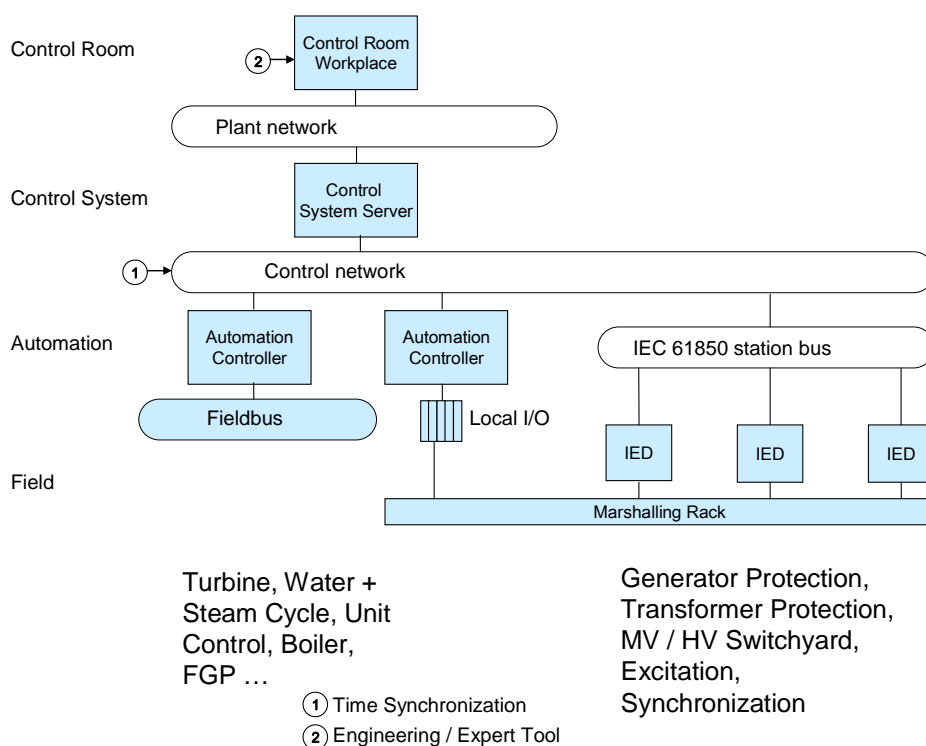 Control Room
2
Control Room
Workplace
Plant network
Control System
Control
System Server
1
Control network
Automation
Automation
Controller
Automation
Controller
IEC 61850 station bus
Fieldbus
Local I/O
IED
IED
IED
Field
Marshalling Rack
Turbine, Water +
Steam Cycle, Unit
Control, Boiler,
FGP …
Generator Protection,
Transformer Protection,
MV / HV Switchyard,
Excitation,
Synchronization
1 Time Synchronization
2 Engineering / Expert Tool